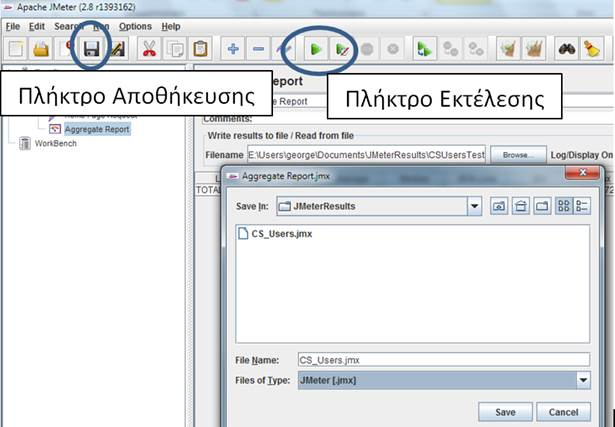 Apache JMeter (2.8 r1393162)
File Edit Search Run Options Help
Πλήκτρο Αποθήκευσης
Πλήκτρο Εκτέλεσης
Report
Report
Comments:
Aggregate Report
WorkBench
Write results to file / Read from file
Filename E:\Users\george\Documents\JMeterResults\CSUsersTest Browse... Log/Display On
TOTAL
Aggregate Report.jmx
Save In: JMeterResults
CS_Users.jmx
File Name: CS_Users.jmx
Files of Type: JMeter [.jmx]
Save Cancel